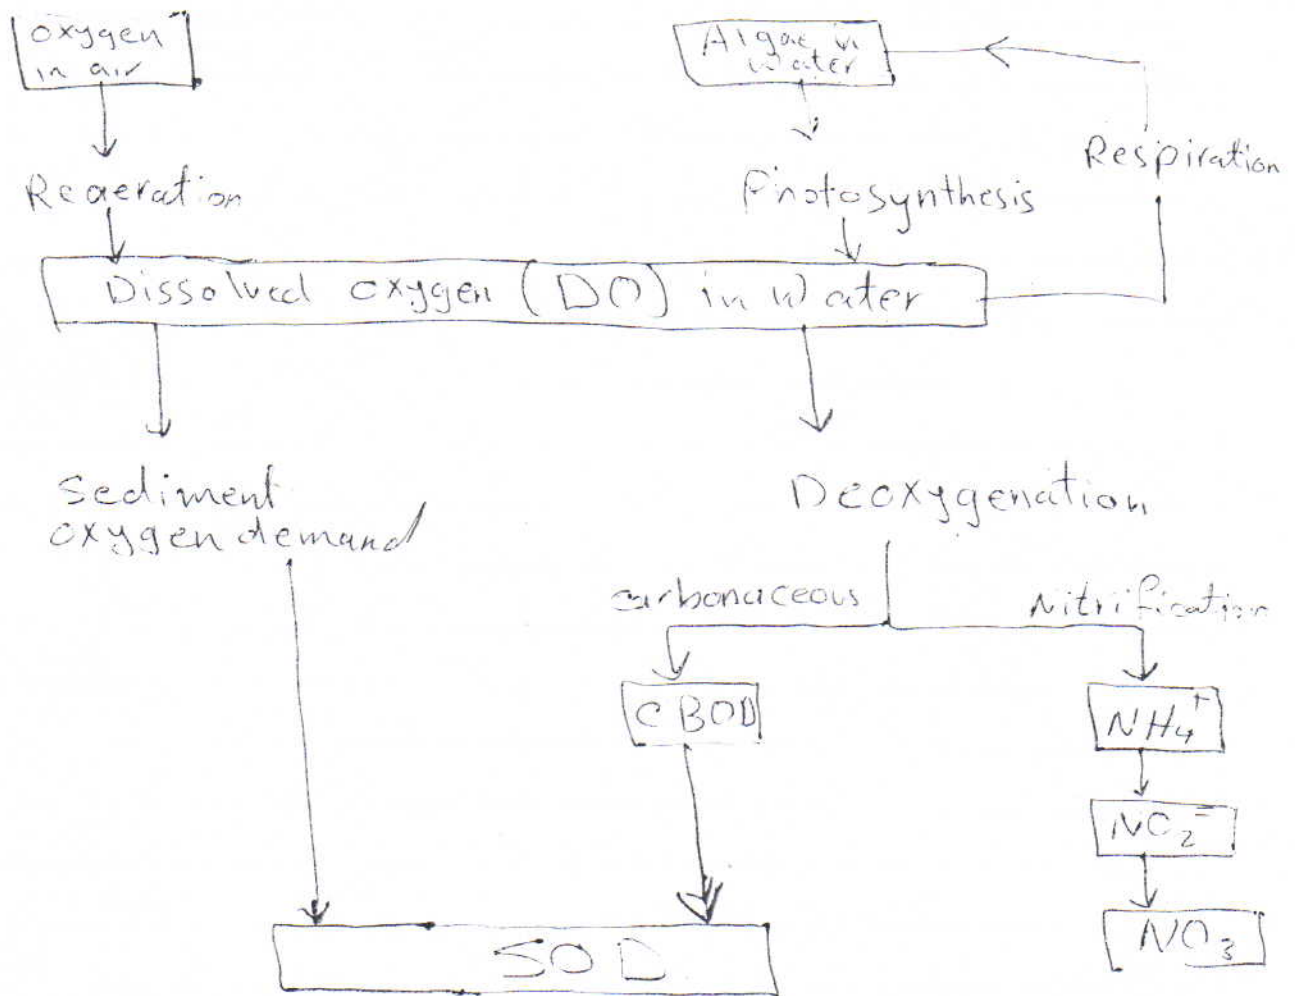 Oxygen
in air
Algae in
water
Respiration
Reaeration
Photosynthesis
Dissolved oxygen (DO) in water
Sediment
oxygen demand
Deoxygenation
carbonaceous
Nitrification
CBOD
NH₄⁺
NO₂⁻
NO₃
SOD